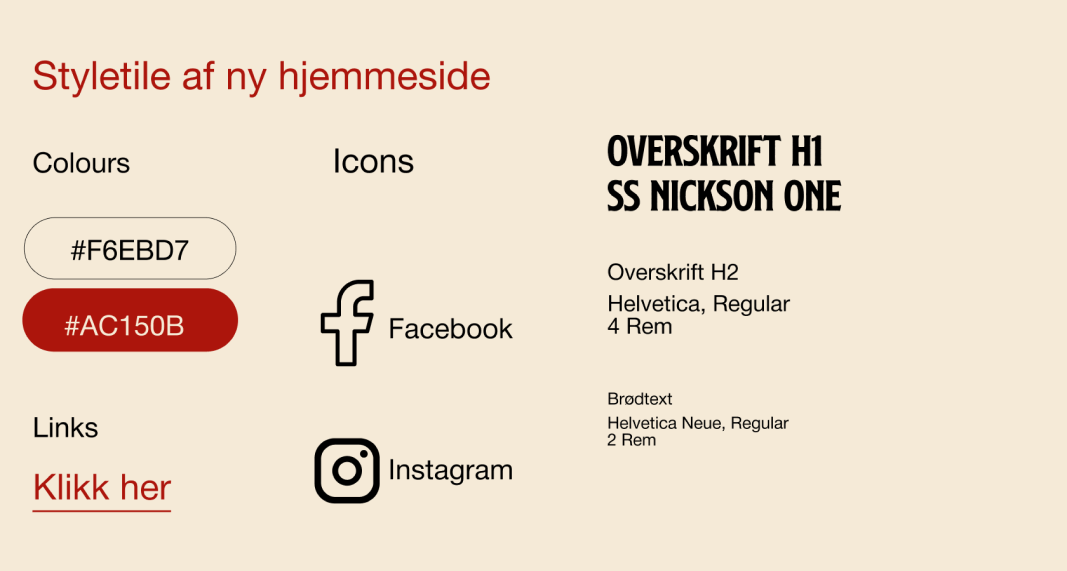 Styletile af ny hjemmeside
Colours
#F6EBD7
#AC150B
Links
Klikk her
Icons
Facebook
Instagram
OVERSKRIFT H1
SS NICKSON ONE
Overskrift H2
Helvetica, Regular
4 Rem
Brødtext
Helvetica Neue, Regular
2 Rem